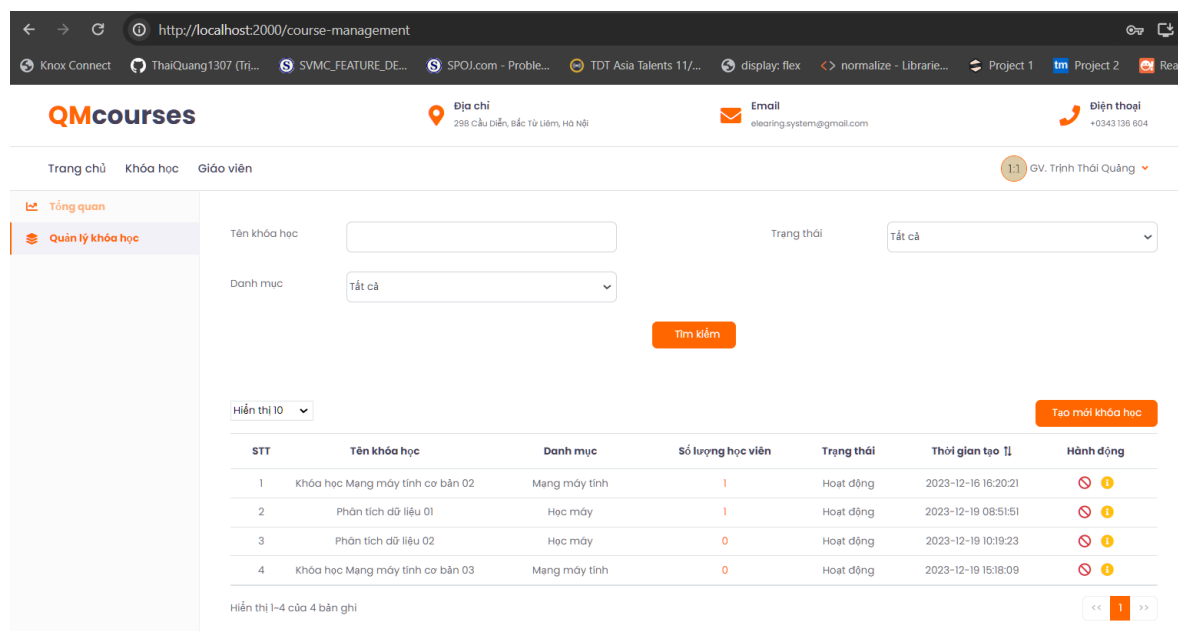 http://localhost:2000/course-management
Knox Connect ThaiQuang1307 (Trị... SVMC_FEATURE_DE... SPOJ.com - Proble... TDT Asia Talents 11/... display: flex normalize - Librarie... Project 1 tm Project 2 Rea
QMcourses
Địa chỉ
298 Cầu Diễn, Bắc Từ Liêm, Hà Nội
Email
elearing.system@gmail.com
Điện thoại
+0343 136 604
Trang chủ Khóa học Giáo viên
1:1 GV. Trịnh Thái Quảng
Tổng quan
Quản lý khóa học
Tên khóa học
Trạng thái Tất cả
Danh mục Tất cả
Tìm kiếm
Hiển thị 10
Tạo mới khóa học
STT Tên khóa học Danh mục Số lượng học viên Trạng thái Thời gian tạo Hành động
1 Khóa học Mạng máy tính cơ bản 02 Mạng máy tính 1 Hoạt động 2023-12-16 16:20:21
2 Phân tích dữ liệu 01 Học máy 1 Hoạt động 2023-12-19 08:51:51
3 Phân tích dữ liệu 02 Học máy 0 Hoạt động 2023-12-19 10:19:23
4 Khóa học Mạng máy tính cơ bản 03 Mạng máy tính 0 Hoạt động 2023-12-19 15:18:09
Hiển thị 1-4 của 4 bản ghi
<< 1 >>